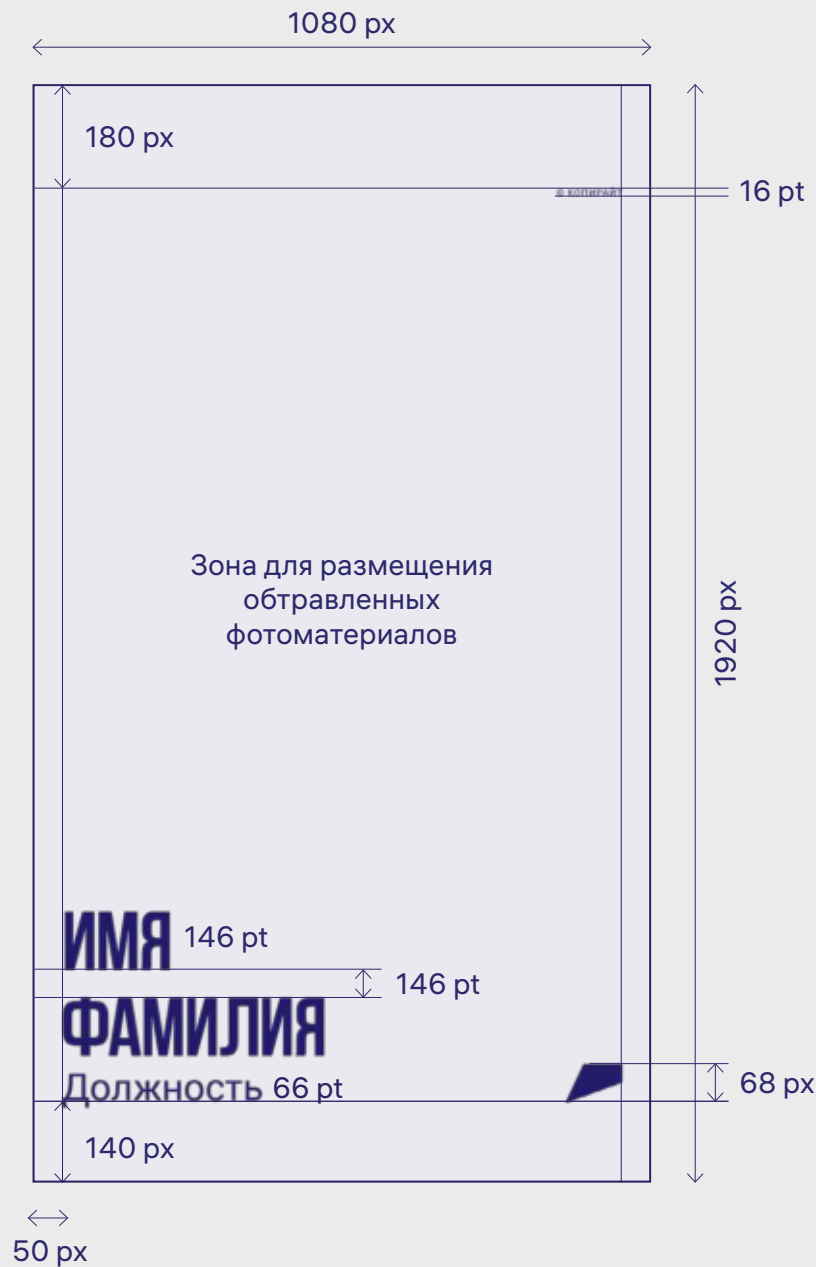 1080 px
180 px
© КОПИРАЙТ
16 pt
Зона для размещения
обтравленных
фотоматериалов
1920 px
ИМЯ 146 pt
146 pt
ФАМИЛИЯ
Должность 66 pt
68 px
140 px
50 px